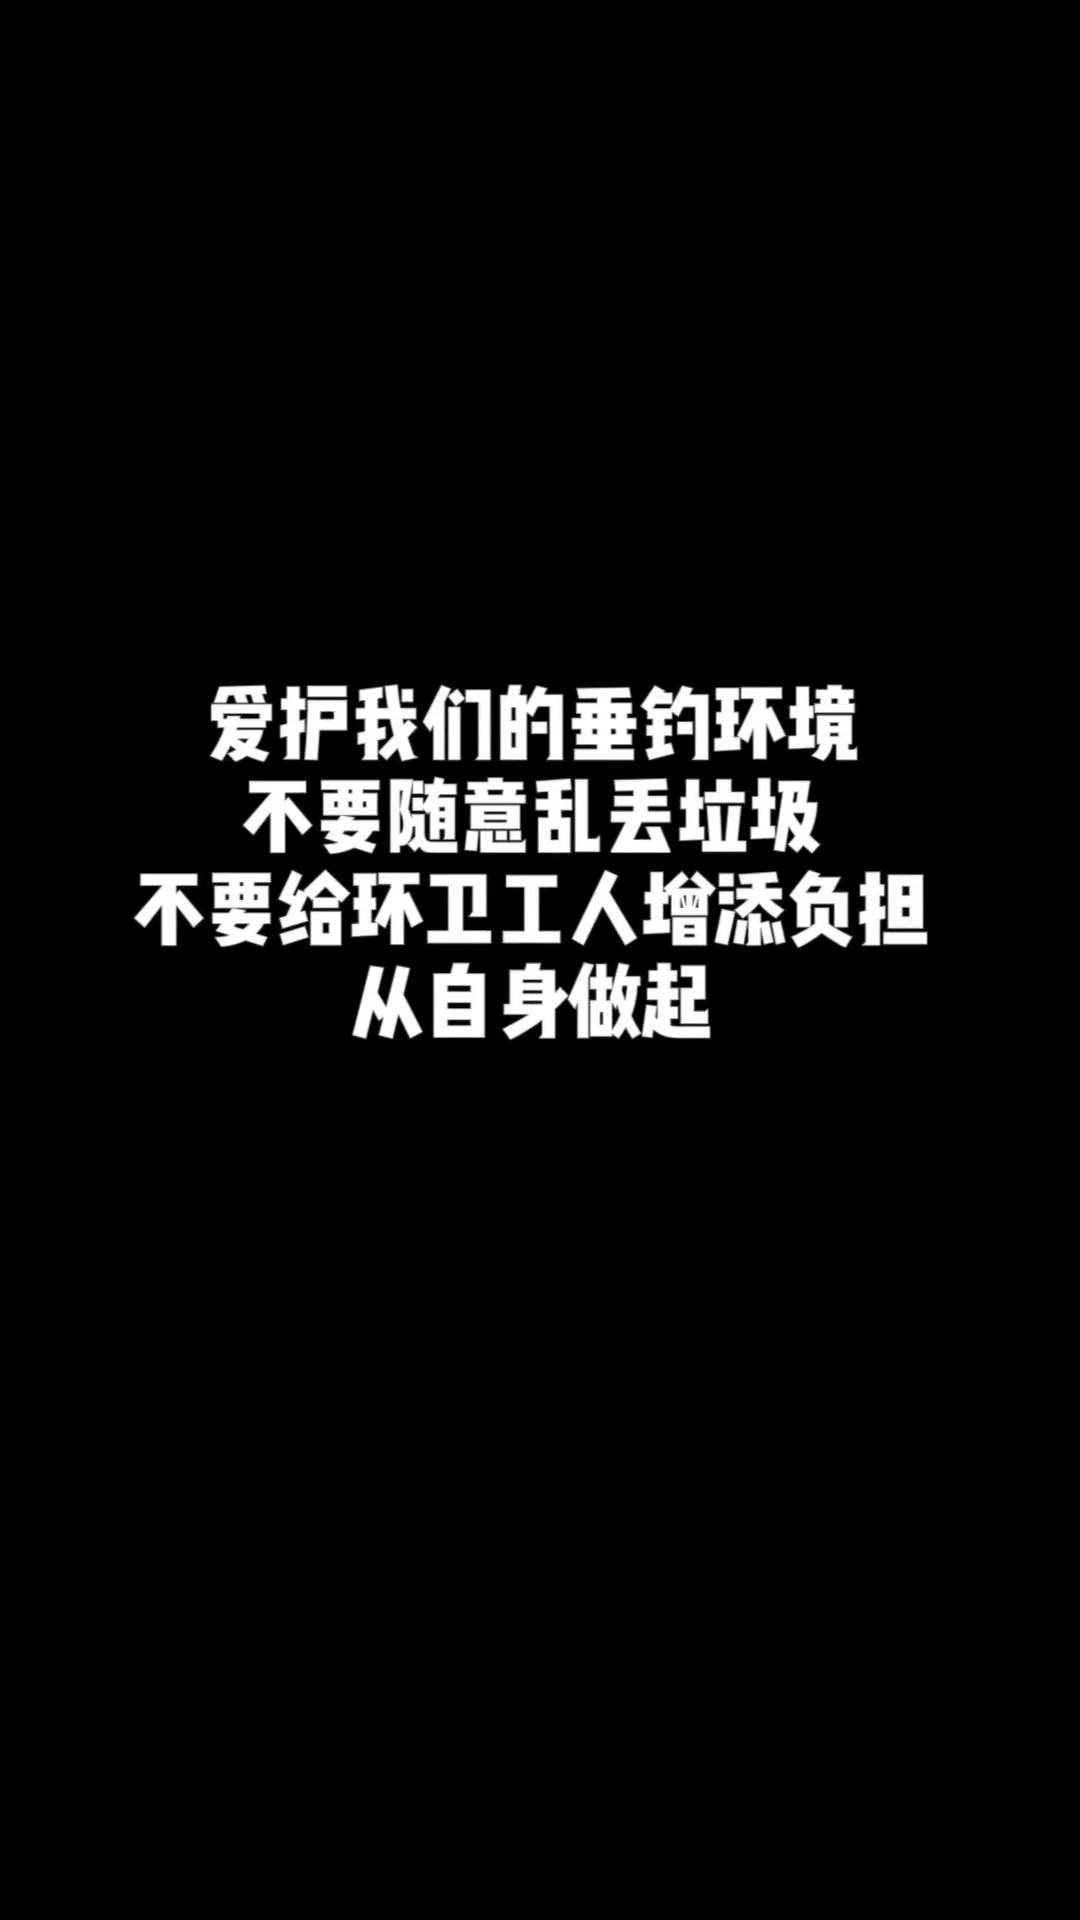 爱护我们的垂钓环境
不要随意乱丢垃圾
不要给环卫工人增添负担
从自身做起